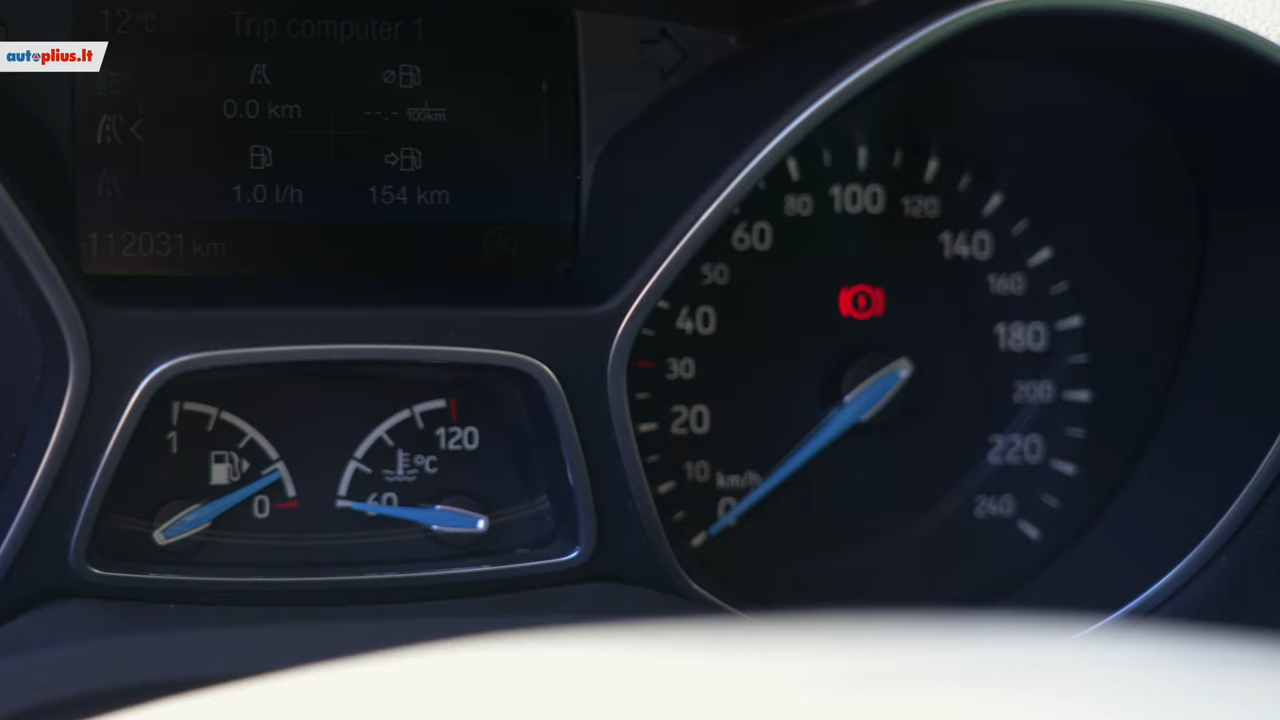 12°C Trip computer 1
autoplius.lt
0.0 km --.- 100km
1.0 l/h 154 km
112031 km
1 0
60 120 °C
0 10 20 30 40 50 60 80 100 120 140 160 180 200 220 240
km/h